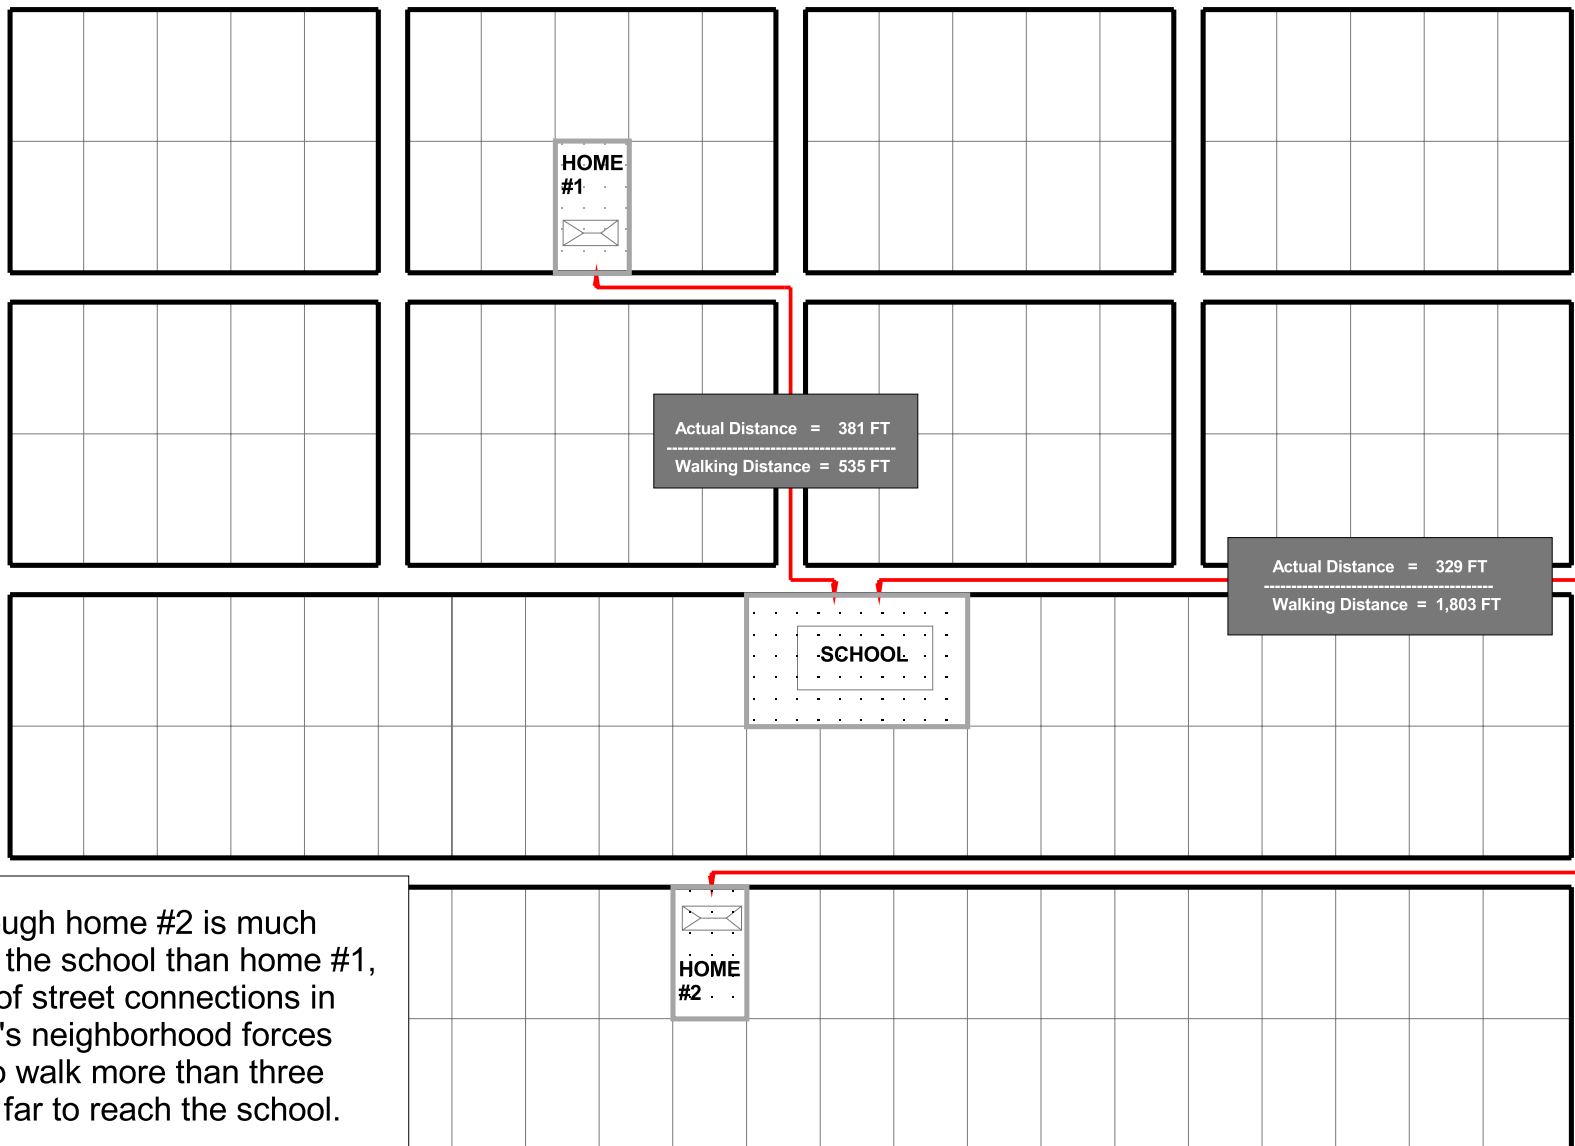 HOME
#1
Actual Distance = 381 FT
Walking Distance = 535 FT
Actual Distance = 329 FT
Walking Distance = 1,803 FT
SCHOOL
HOME
#2
ugh home #2 is much
the school than home #1,
of street connections in
's neighborhood forces
walk more than three
far to reach the school.